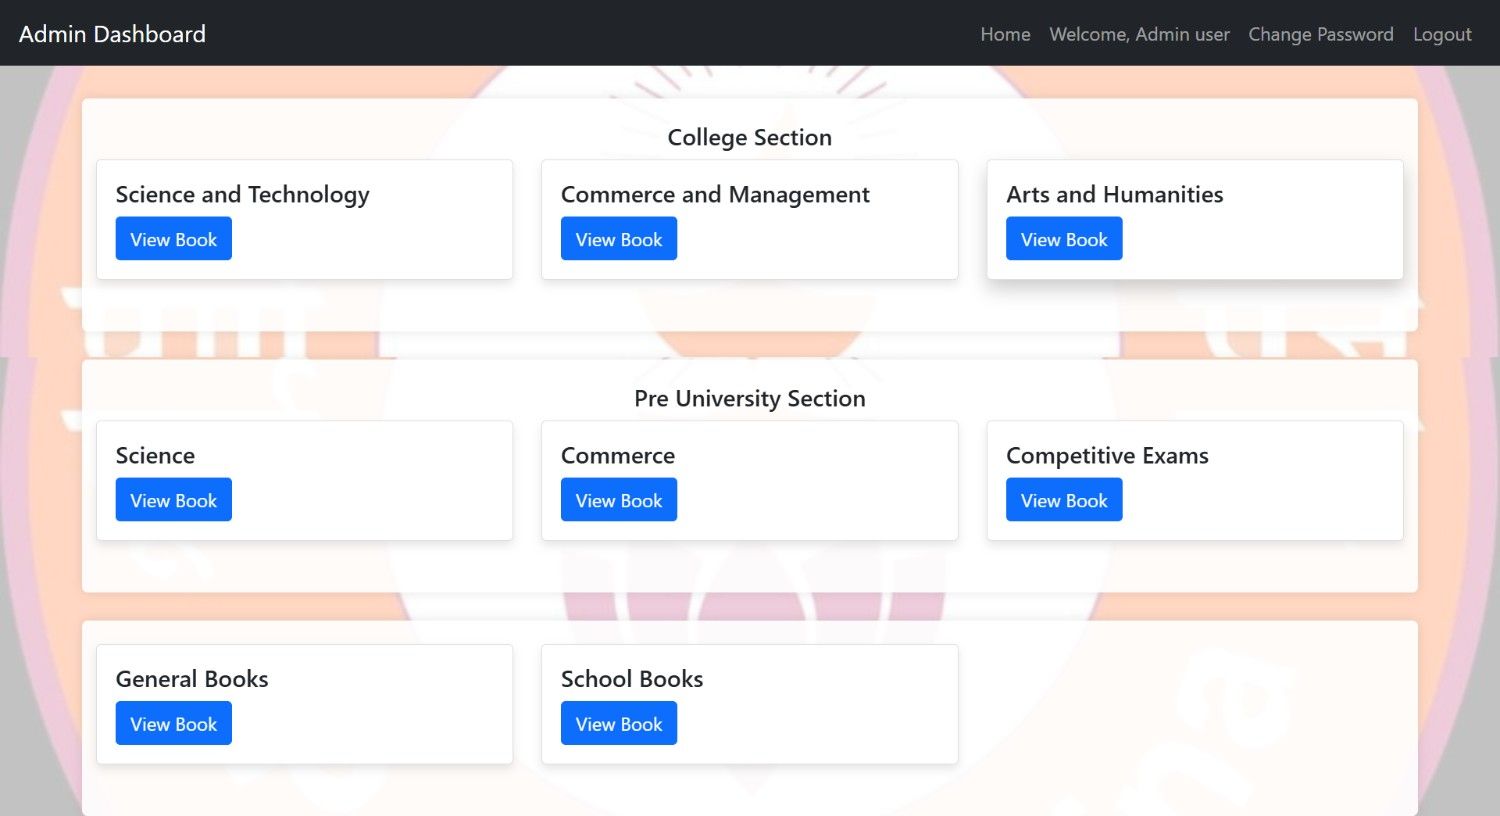 Admin Dashboard Home Welcome, Admin user Change Password Logout
College Section
Science and Technology
View Book
Commerce and Management
View Book
Arts and Humanities
View Book
Pre University Section
Science
View Book
Commerce
View Book
Competitive Exams
View Book
General Books
View Book
School Books
View Book